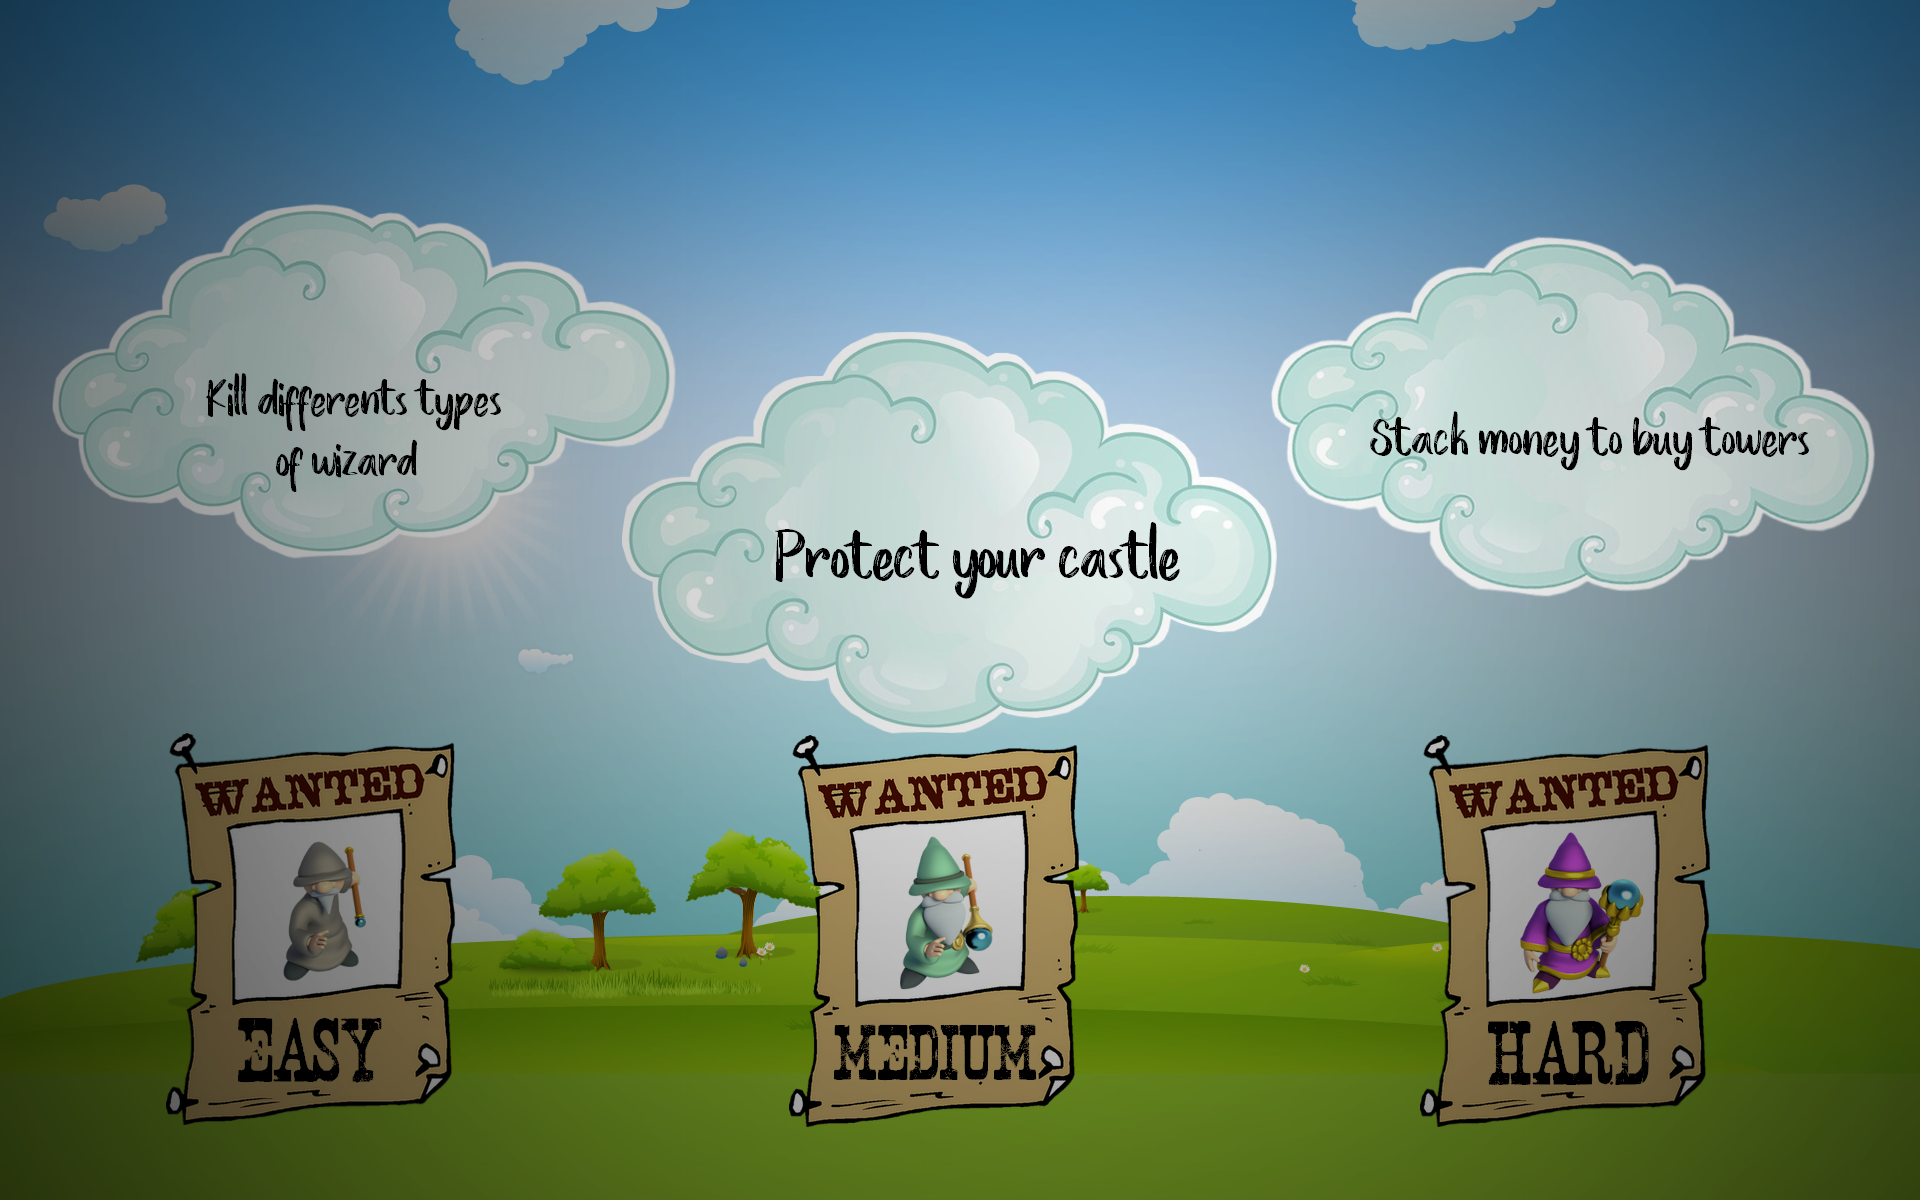 Kill differents types
of wizard
Protect your castle
Stack money to buy towers
WANTED
EASY
WANTED
MEDIUM
WANTED
HARD